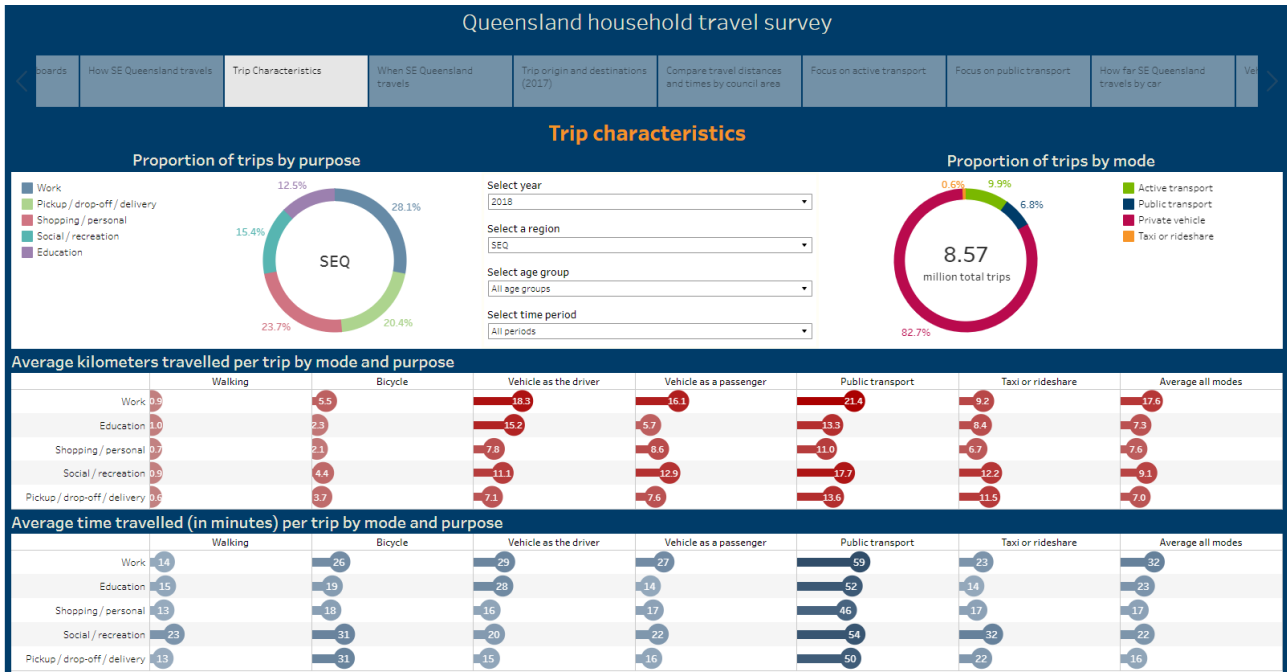 Queensland household travel survey
boards
How SE Queensland travels
Trip Characteristics
When SE Queensland
travels
Trip origin and destinations
(2017)
Compare travel distances
and times by council area
Focus on active transport
Focus on public transport
How far SE Queensland
travels by car
Trip characteristics
Proportion of trips by purpose
Work
Pickup / drop-off / delivery
Shopping / personal
Social / recreation
Education
12.5%
28.1%
15.4%
SEQ
23.7%
20.4%
Select year
2018
Select a region
SEQ
Select age group
All age groups
Select time period
All periods
Proportion of trips by mode
0.6%
9.9%
6.8%
8.57
million total trips
82.7%
Active transport
Public transport
Private vehicle
Taxi or rideshare
Average kilometers travelled per trip by mode and purpose
Walking Bicycle Vehicle as the driver Vehicle as a passenger Public transport Taxi or rideshare Average all modes
Work 0.9 5.5 18.3 16.1 21.4 9.2 17.6
Education 1.0 2.3 15.2 5.7 13.3 8.4 7.3
Shopping / personal 0.7 2.1 7.8 8.6 11.0 6.7 7.6
Social / recreation 0.9 4.4 11.1 12.9 17.7 12.2 9.1
Pickup / drop-off / delivery 0.6 3.7 7.1 7.6 13.6 11.5 7.0
Average time travelled (in minutes) per trip by mode and purpose
Walking Bicycle Vehicle as the driver Vehicle as a passenger Public transport Taxi or rideshare Average all modes
Work 14 26 29 27 59 23 32
Education 15 19 28 14 52 14 23
Shopping / personal 13 18 16 17 46 17 17
Social / recreation 23 31 20 22 54 32 22
Pickup / drop-off / delivery 13 31 15 16 50 22 16